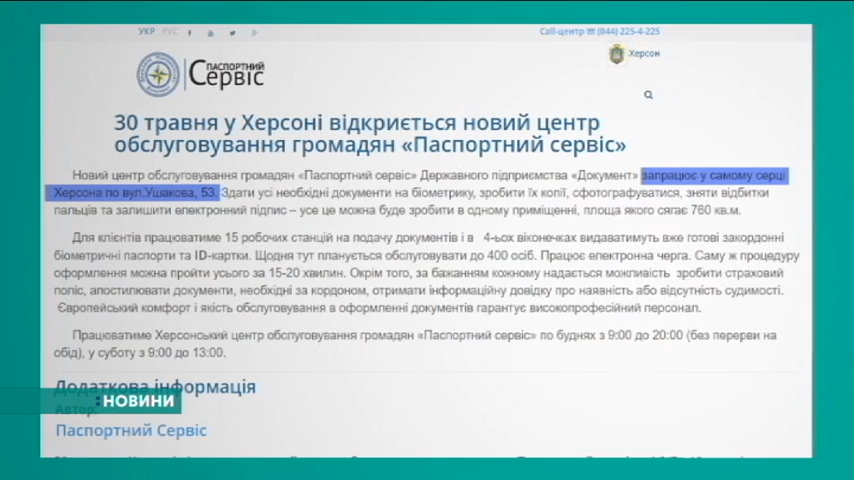 УКР РУС
Call-центр ☎ (044) 225-4-225
Херсон
ПАСПОРТНИЙ
Сервіс
30 травня у Херсоні відкриється новий центр
обслуговування громадян «Паспортний сервіс»
Новий центр обслуговування громадян «Паспортний сервіс» Державного підприємства «Документ» запрацює у самому серці
Херсона по вул.Ушакова, 53. Здати усі необхідні документи на біометрику, зробити їх копії, сфотографуватися, зняти відбитки
пальців та залишити електронний підпис – усе це можна буде зробити в одному приміщенні, площа якого сягає 760 кв.м.
Для клієнтів працюватиме 15 робочих станцій на подачу документів і в 4-ьох віконечках видаватимуть вже готові закордонні
біометричні паспорти та ID-картки. Щодня тут планується обслуговувати до 400 осіб. Працює електронна черга. Саму ж процедуру
оформлення можна пройти усього за 15-20 хвилин. Окрім того, за бажанням кожному надається можливість зробити страховий
поліс, апостилювати документи, необхідні за кордоном, отримати інформаційну довідку про наявність або відсутність судимості.
Європейський комфорт і якість обслуговування в оформленні документів гарантує високопрофесійний персонал.
Працюватиме Херсонський центр обслуговування громадян «Паспортний сервіс» по буднях з 9:00 до 20:00 (без перерви на
обід), у суботу з 9:00 до 13:00.
Додаткова інформація
НОВИНИ
Автор:
Паспортний Сервіс